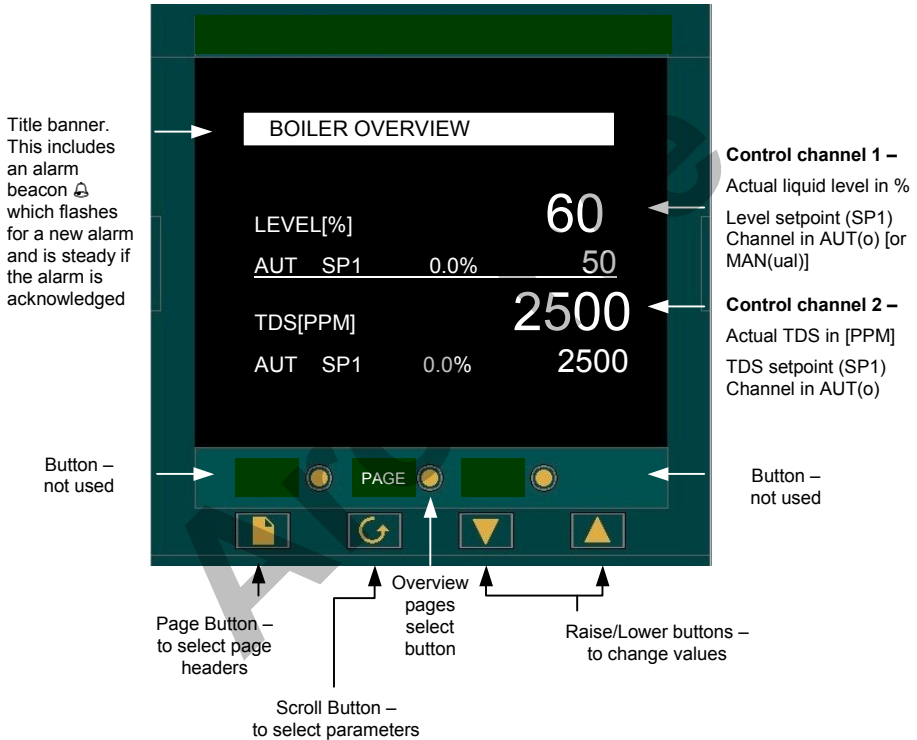 Title banner.
This includes
an alarm
beacon
which flashes
for a new alarm
and is steady if
the alarm is
acknowledged
BOILER OVERVIEW
LEVEL[%] 60
AUT SP1 0.0% 50
TDS[PPM] 2500
AUT SP1 0.0% 2500
Control channel 1 –
Actual liquid level in %
Level setpoint (SP1)
Channel in AUT(o) [or
MAN(ual)]
Control channel 2 –
Actual TDS in [PPM]
TDS setpoint (SP1)
Channel in AUT(o)
Button –
not used
PAGE
Button –
not used
Page Button –
to select page
headers
Scroll Button –
to select parameters
Overview
pages
select
button
Raise/Lower buttons –
to change values